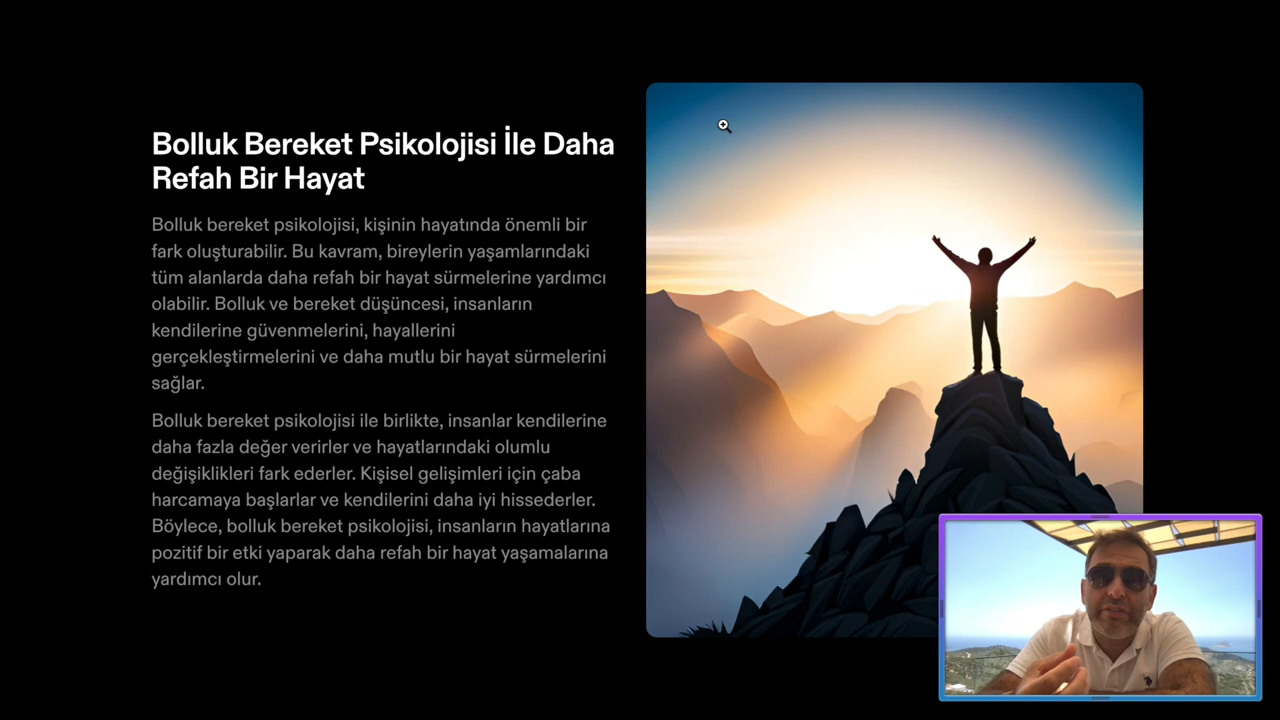 Bolluk Bereket Psikolojisi İle Daha
Refah Bir Hayat
Bolluk bereket psikolojisi, kişinin hayatında önemli bir
fark oluşturabilir. Bu kavram, bireylerin yaşamlarındaki
tüm alanlarda daha refah bir hayat sürmelerine yardımcı
olabilir. Bolluk ve bereket düşüncesi, insanların
kendilerine güvenmelerini, hayallerini
gerçekleştirmelerini ve daha mutlu bir hayat sürmelerini
sağlar.
Bolluk bereket psikolojisi ile birlikte, insanlar kendilerine
daha fazla değer verirler ve hayatlarındaki olumlu
değişiklikleri fark ederler. Kişisel gelişimleri için çaba
harcamaya başlarlar ve kendilerini daha iyi hissederler.
Böylece, bolluk bereket psikolojisi, insanların hayatlarına
pozitif bir etki yaparak daha refah bir hayat yaşamalarına
yardımcı olur.